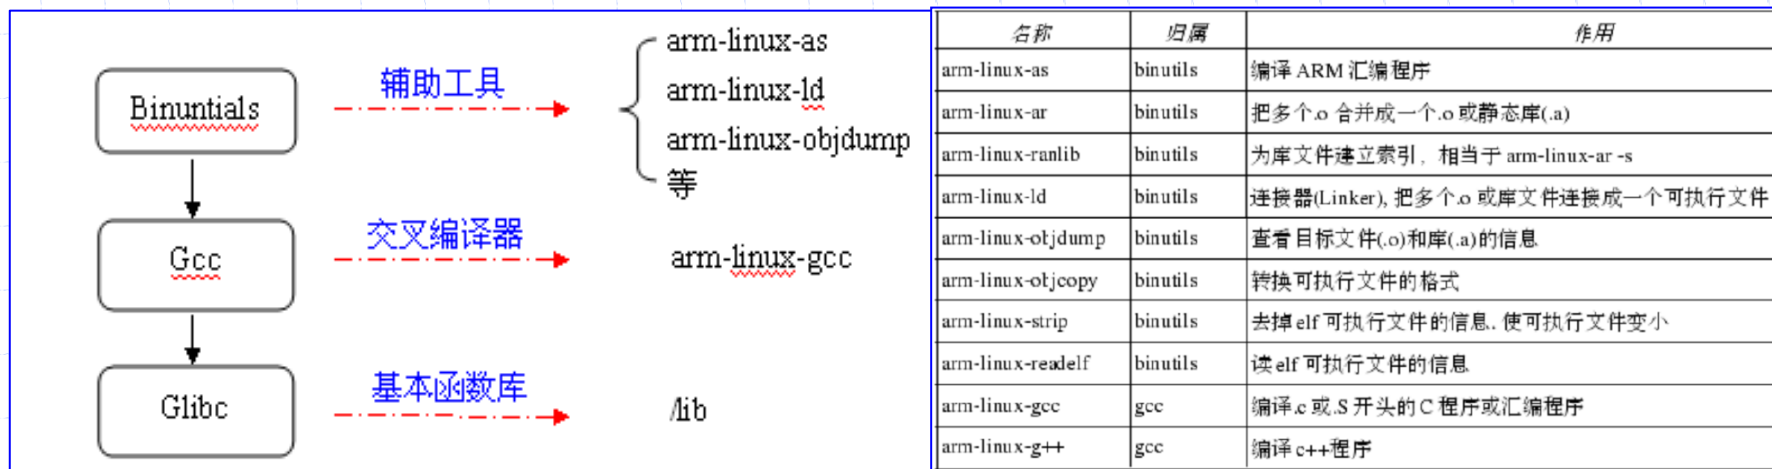 Binuntials
辅助工具
arm-linux-as
arm-linux-ld
arm-linux-objdump
等
Gcc
交叉编译器
arm-linux-gcc
Glibc
基本函数库
/lib
名称 归属 作用
arm-linux-as binutils 编译 ARM 汇编程序
arm-linux-ar binutils 把多个.o 合并成一个.o 或静态库(.a)
arm-linux-ranlib binutils 为库文件建立索引，相当于 arm-linux-ar -s
arm-linux-ld binutils 连接器(Linker), 把多个.o 或库文件连接成一个可执行文件
arm-linux-objdump binutils 查看目标文件(.o)和库(.a)的信息
arm-linux-objcopy binutils 转换可执行文件的格式
arm-linux-strip binutils 去掉 elf 可执行文件的信息. 使可执行文件变小
arm-linux-readelf binutils 读 elf 可执行文件的信息
arm-linux-gcc gcc 编译.c 或.S 开头的 C 程序或汇编程序
arm-linux-g++ gcc 编译 c++程序